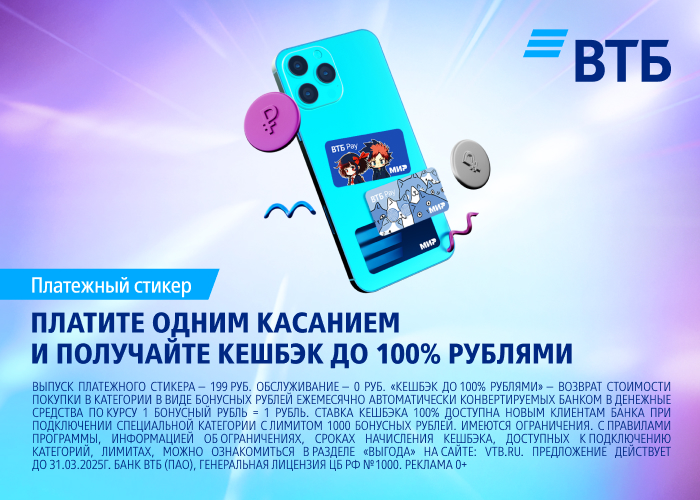 ВТБ
ВТБ Pay
МИР
ВТБ Pay
МИР
МИР
Платежный стикер
ПЛАТИТЕ ОДНИМ КАСАНИЕМ
И ПОЛУЧАЙТЕ КЕШБЭК ДО 100% РУБЛЯМИ
ВЫПУСК ПЛАТЕЖНОГО СТИКЕРА – 199 РУБ. ОБСЛУЖИВАНИЕ – 0 РУБ. «КЕШБЭК ДО 100% РУБЛЯМИ» – ВОЗВРАТ СТОИМОСТИ
ПОКУПКИ В КАТЕГОРИИ В ВИДЕ БОНУСНЫХ РУБЛЕЙ ЕЖЕМЕСЯЧНО АВТОМАТИЧЕСКИ КОНВЕРТИРУЕМЫХ БАНКОМ В ДЕНЕЖНЫЕ
СРЕДСТВА ПО КУРСУ 1 БОНУСНЫЙ РУБЛЬ = 1 РУБЛЬ. СТАВКА КЕШБЕКА 100% ДОСТУПНА НОВЫМ КЛИЕНТАМ БАНКА ПРИ
ПОДКЛЮЧЕНИИ СПЕЦИАЛЬНОЙ КАТЕГОРИИ С ЛИМИТОМ 1000 БОНУСНЫХ РУБЛЕЙ. ИМЕЮТСЯ ОГРАНИЧЕНИЯ. С ПРАВИЛАМИ
ПРОГРАММЫ, ИНФОРМАЦИЕЙ ОБ ОГРАНИЧЕНИЯХ, СРОКАХ НАЧИСЛЕНИЯ КЕШБЭКА, ДОСТУПНЫХ К ПОДКЛЮЧЕНИЮ
КАТЕГОРИЙ, ЛИМИТАХ, МОЖНО ОЗНАКОМИТЬСЯ В РАЗДЕЛЕ «ВЫГОДА» НА САЙТЕ: VTB.RU. ПРЕДЛОЖЕНИЕ ДЕЙСТВУЕТ
ДО 31.03.2025Г. БАНК ВТБ (ПАО), ГЕНЕРАЛЬНАЯ ЛИЦЕНЗИЯ ЦБ РФ №1000. РЕКЛАМА 0+